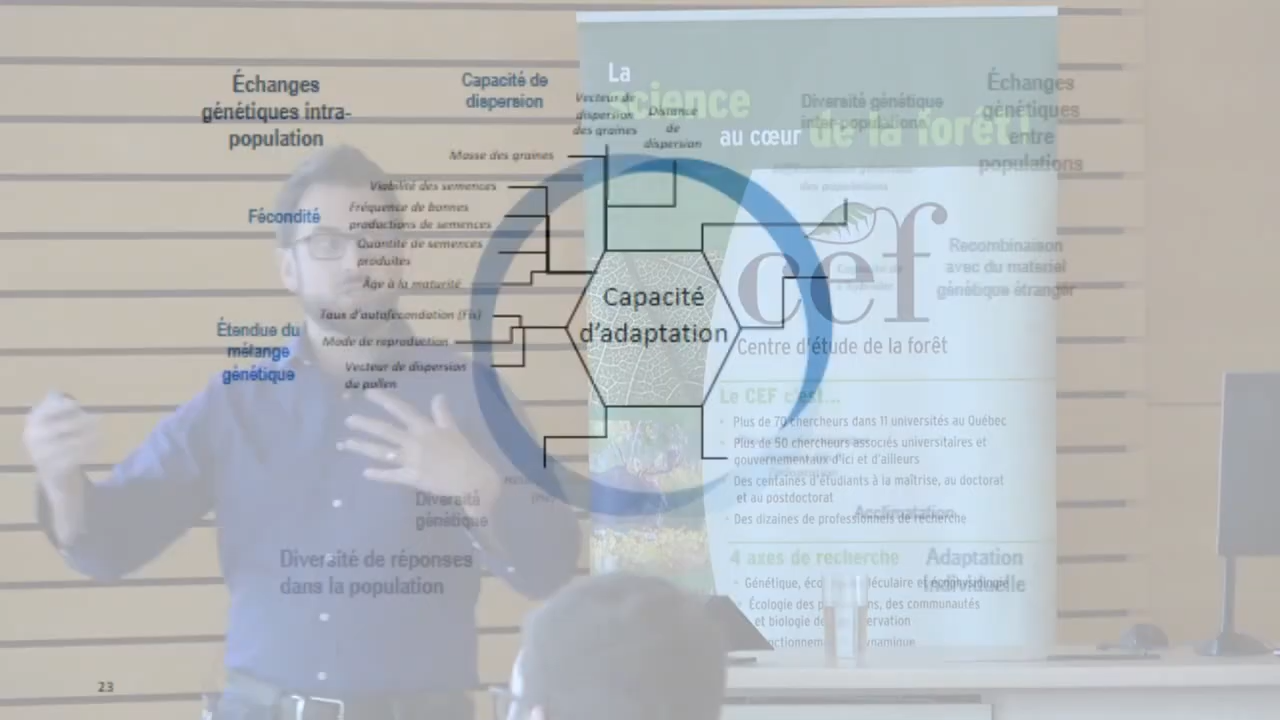 Échanges
génétiques intra-
population
Capacité de
dispersion
Vecteur de
dispersion
des graines
Distance
de
dispersion
Masse des graines
Viabilité des semences
Fécondité
Fréquence de bonnes
productions de semences
Quantité de semences
produites
Âge à la maturité
Étendue du
mélange
génétique
Taux d'autofécondation (Fis)
Mode de reproduction
Vecteur de dispersion
du pollen
Capacité
d'adaptation
Diversité génétique
inter-populations
des populations
Échanges
génétiques
entre
populations
Recombinaison
avec du materiel
génétique étranger
Diversité
génétique
Diversité de réponses
dans la population
Acclimatation
Adaptation
individuelle
23
La
science
au cœur de la forêt
cef
Centre d'étude de la forêt
Le CEF c'est...
• Plus de 70 chercheurs dans 11 universités au Québec
• Plus de 50 chercheurs associés universitaires et
gouvernementaux d'ici et d'ailleurs
• Des centaines d'étudiants à la maîtrise, au doctorat
et au postdoctorat
• Des dizaines de professionnels de recherche
4 axes de recherche
• Génétique,
• Écologie des des communautés
et biologie de